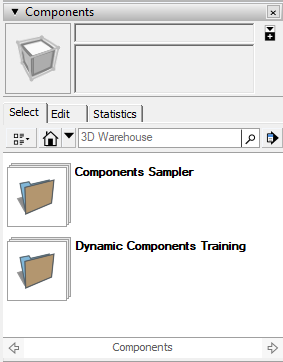 Components
Select Edit Statistics
3D Warehouse
Components Sampler
Dynamic Components Training
Components